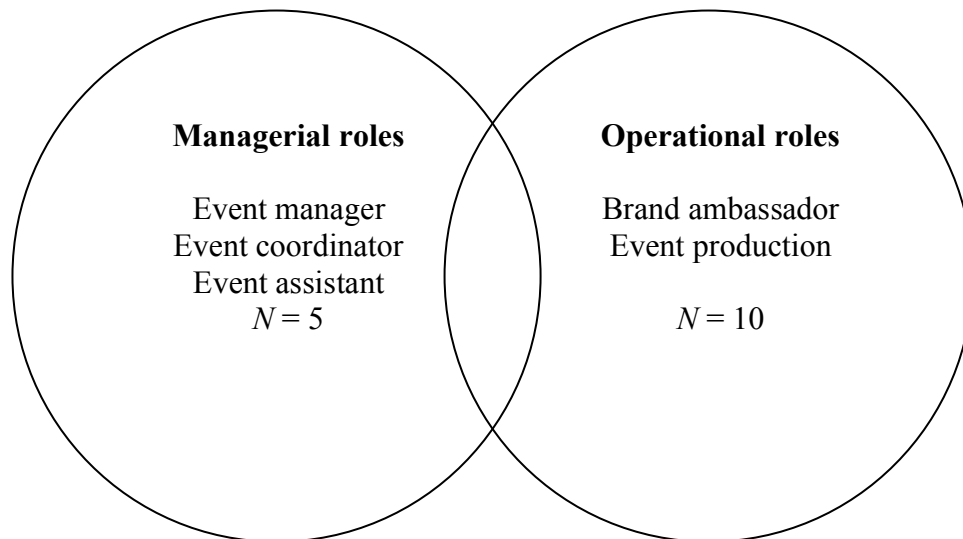 Managerial roles
Event manager
Event coordinator
Event assistant
N = 5
Operational roles
Brand ambassador
Event production
N = 10